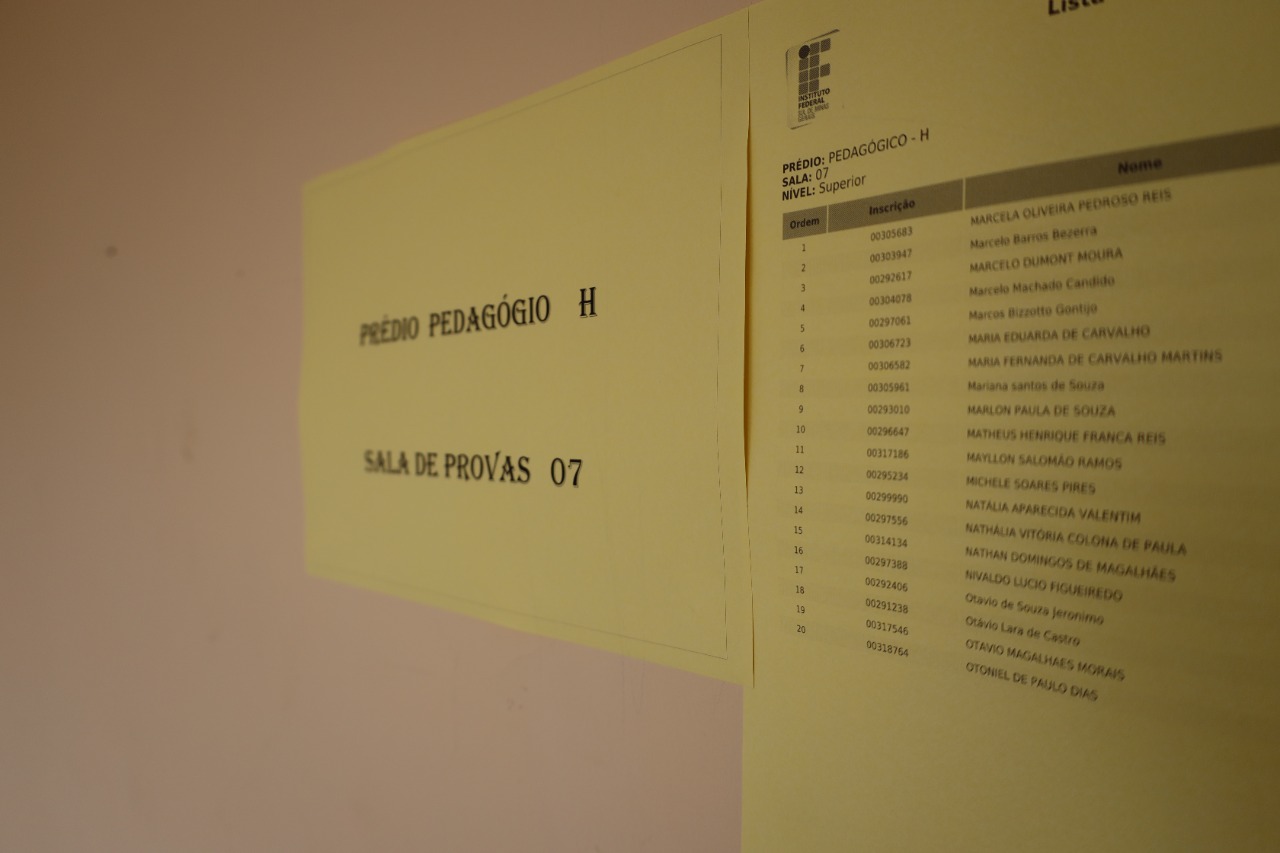 PRÉDIO PEDAGÓGIO H
SALA DE PROVAS 07
INSTITUTO
FEDERAL
SUL DE MINAS
GERAIS
PRÉDIO: PEDAGÓGICO - H
SALA: 07
NÍVEL: Superior
Ordem Inscrição Nome
1 00305683 MARCELA OLIVEIRA PEDROSO REIS
2 00303947 Marcelo Barros Bezerra
3 00292617 MARCELO DUMONT MOURA
4 00304078 Marcelo Machado Candido
5 00297061 Marcos Bizzotto Gontijo
6 00306723 MARIA EDUARDA DE CARVALHO
7 00306582 MARIA FERNANDA DE CARVALHO MARTINS
8 00305961 Mariana santos de Souza
9 00293010 MARLON PAULA DE SOUZA
10 00296647 MATHEUS HENRIQUE FRANCA REIS
11 00317186 MAYLLON SALOMÃO RAMOS
12 00295234 MICHELE SOARES PIRES
13 00299990 NATÁLIA APARECIDA VALENTIM
14 00297556 NATHÁLIA VITÓRIA COLONA DE PAULA
15 00314134 NATHAN DOMINGOS DE MAGALHÃES
16 00297388 NIVALDO LUCIO FIGUEIREDO
17 00292406 Otavio de Souza Jeronimo
18 00291238 Otávio Lara de Castro
19 00317546 OTAVIO MAGALHAES MORAIS
20 00318764 OTONIEL DE PAULO DIAS